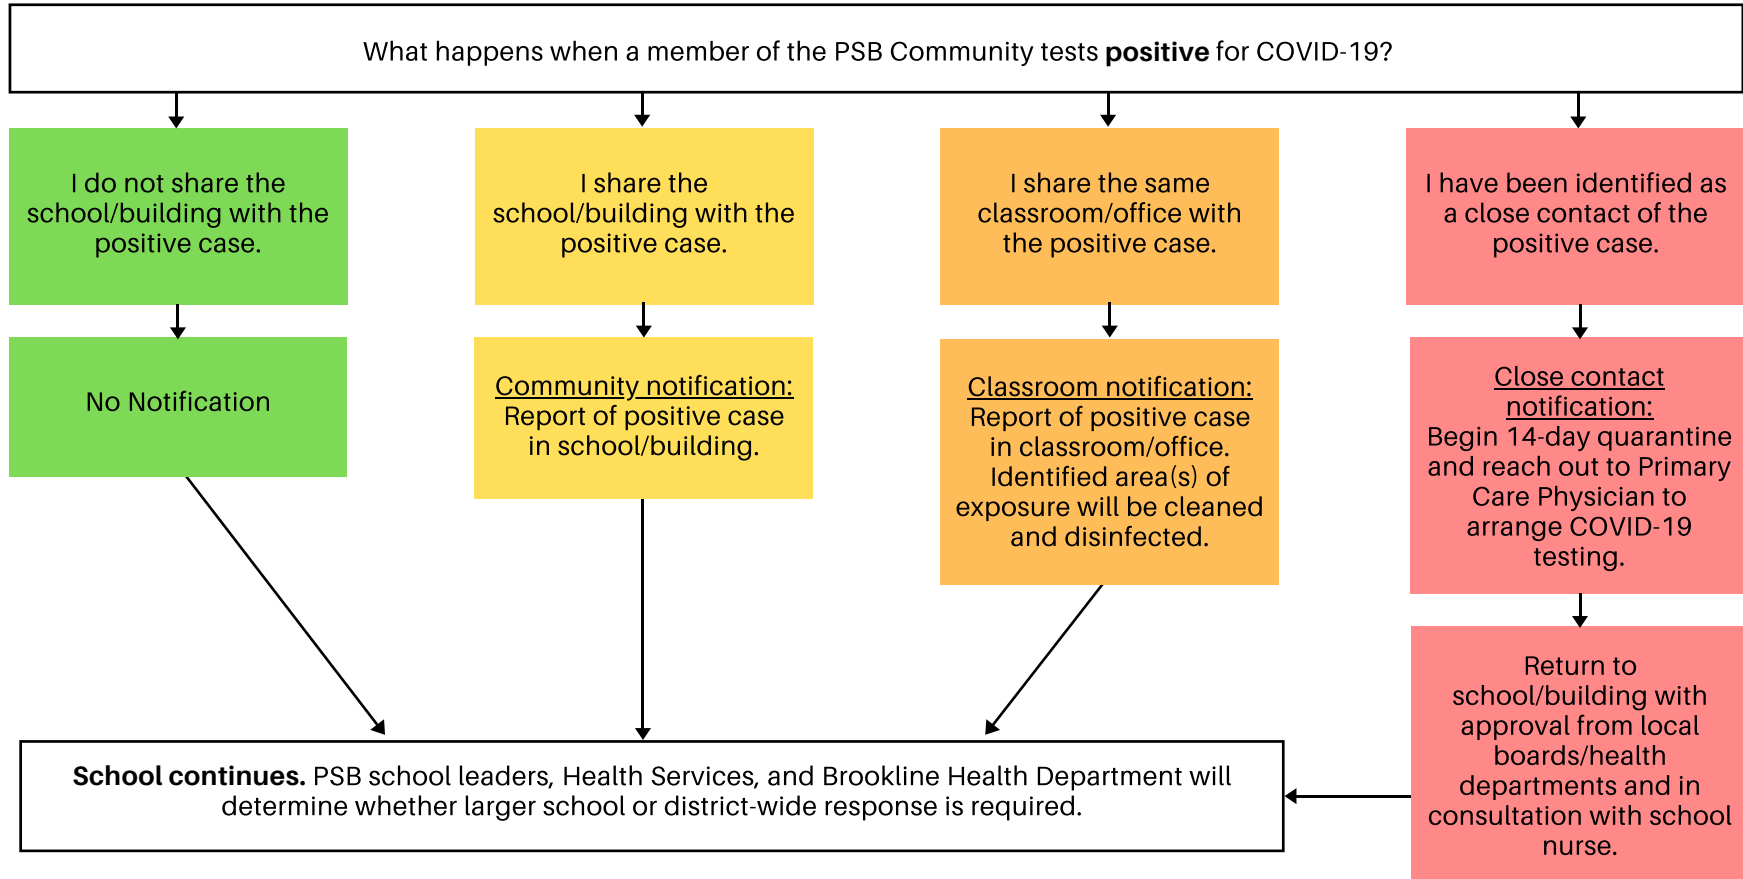 What happens when a member of the PSB Community tests positive for COVID-19?
I do not share the
school/building with the
positive case.
I share the
school/building with the
positive case.
I share the same
classroom/office with
the positive case.
I have been identified as
a close contact of the
positive case.
No Notification
Community notification:
Report of positive case
in school/building.
Classroom notification:
Report of positive case
in classroom/office.
Identified area(s) of
exposure will be cleaned
and disinfected.
Close contact
notification:
Begin 14-day quarantine
and reach out to Primary
Care Physician to
arrange COVID-19
testing.
Return to
school/building with
approval from local
boards/health
departments and in
consultation with school
nurse.
School continues. PSB school leaders, Health Services, and Brookline Health Department will
determine whether larger school or district-wide response is required.